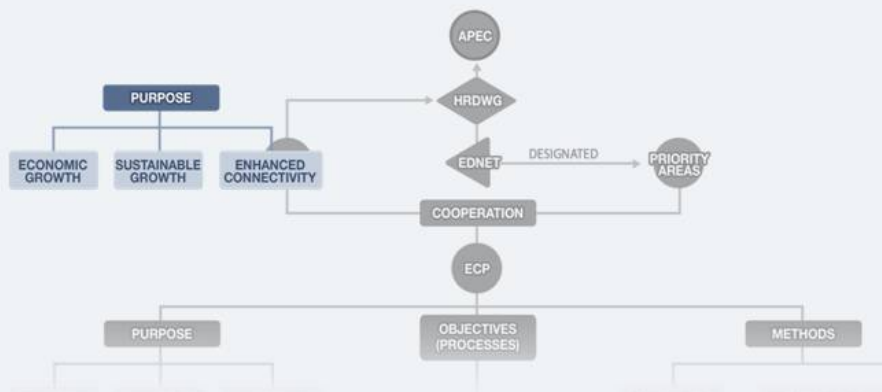 APEC
HRDWG
PURPOSE
ECONOMIC
GROWTH
SUSTAINABLE
GROWTH
ENHANCED
CONNECTIVITY
EDNET
DESIGNATED
PRIORITY
AREAS
COOPERATION
ECP
PURPOSE
OBJECTIVES
(PROCESSES)
METHODS